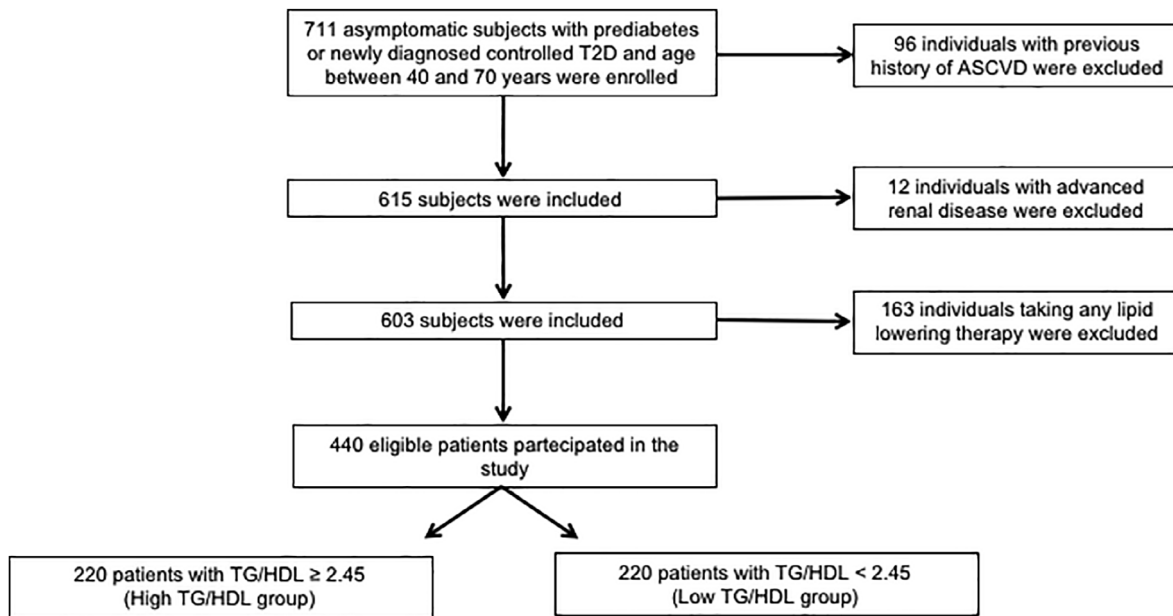 711 asymptomatic subjects with prediabetes
or newly diagnosed controlled T2D and age
between 40 and 70 years were enrolled
96 individuals with previous
history of ASCVD were excluded
615 subjects were included
12 individuals with advanced
renal disease were excluded
603 subjects were included
163 individuals taking any lipid
lowering therapy were excluded
440 eligible patients partecipated in the
study
220 patients with TG/HDL ≥ 2.45
(High TG/HDL group)
220 patients with TG/HDL < 2.45
(Low TG/HDL group)